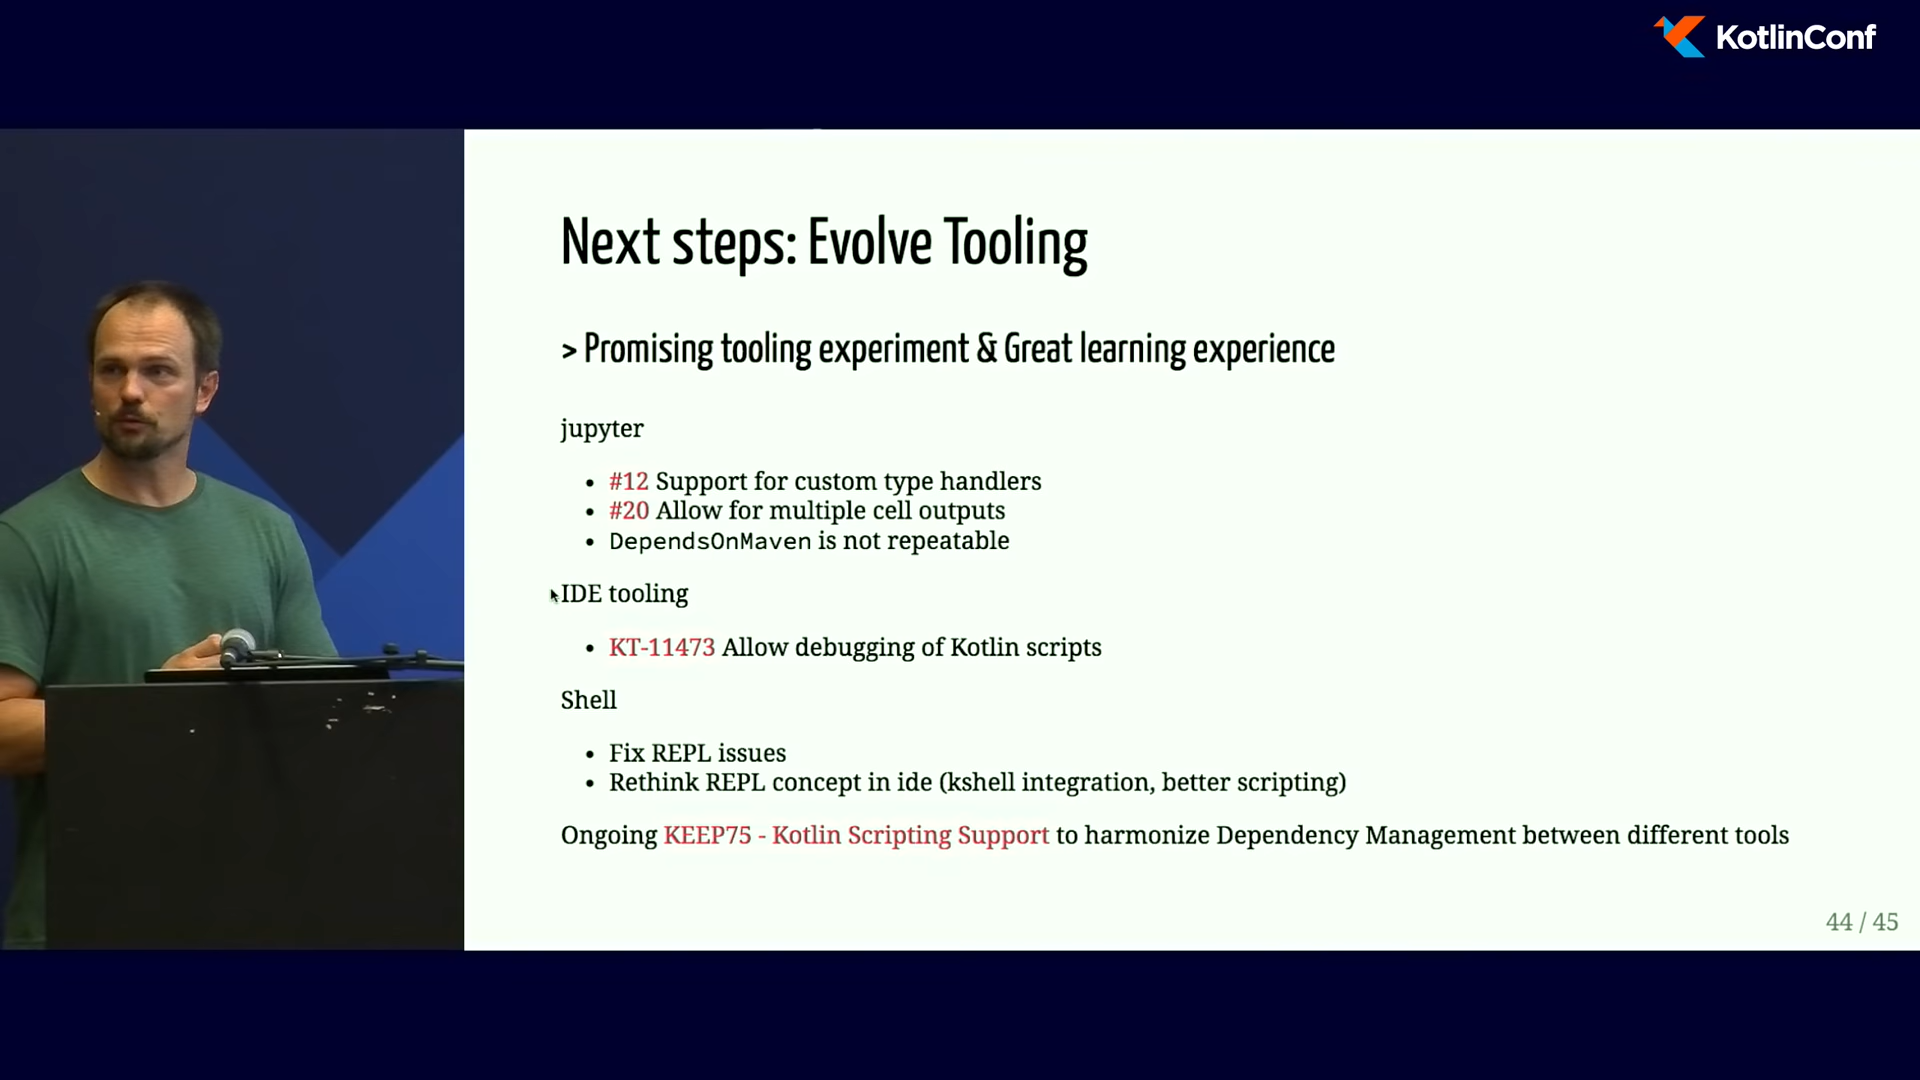 KotlinConf
Next steps: Evolve Tooling
> Promising tooling experiment & Great learning experience
jupyter
• #12 Support for custom type handlers
• #20 Allow for multiple cell outputs
• DependsOnMaven is not repeatable
IDE tooling
• KT-11473 Allow debugging of Kotlin scripts
Shell
• Fix REPL issues
• Rethink REPL concept in ide (kshell integration, better scripting)
Ongoing KEEP75 - Kotlin Scripting Support to harmonize Dependency Management between different tools
44 / 45